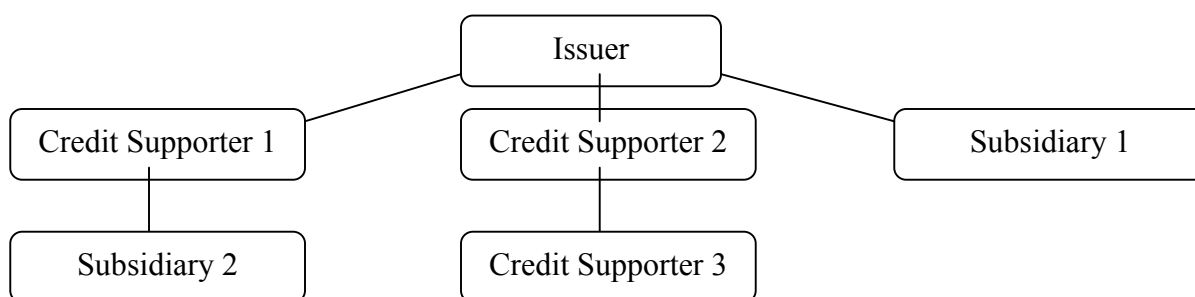 Issuer
Credit Supporter 1
Credit Supporter 2
Subsidiary 1
Subsidiary 2
Credit Supporter 3